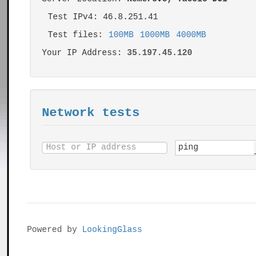 Test IPv4: 46.8.251.41
Test files: 100MB 1000MB 4000MB
Your IP Address: 35.197.45.120
Network tests
Host or IP address
ping
Powered by LookingGlass